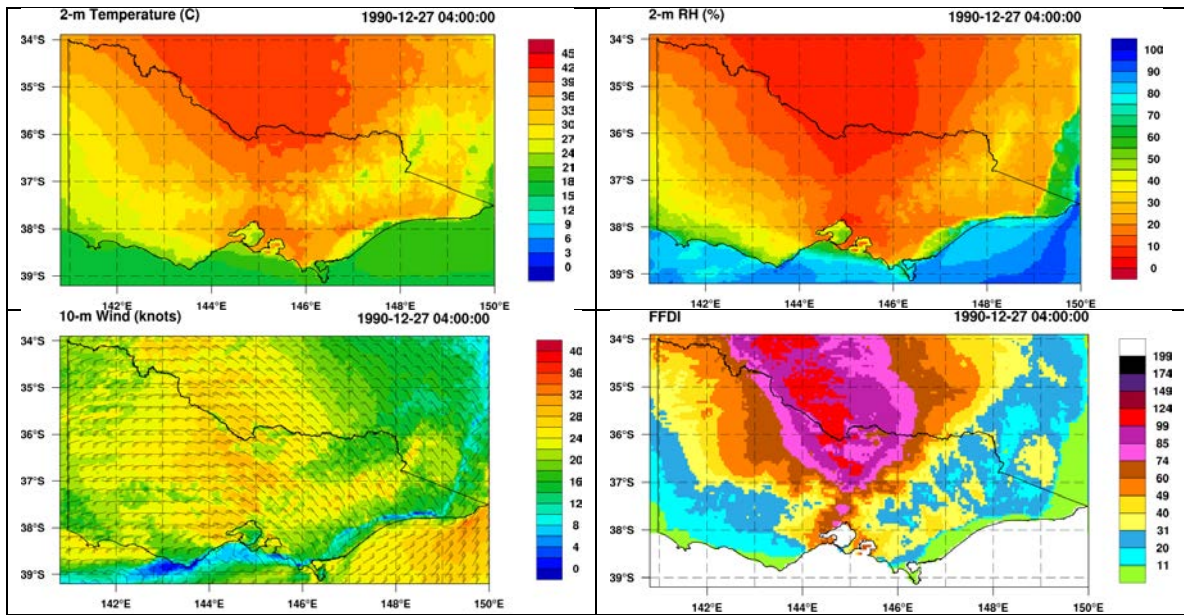 2-m Temperature (C) 1990-12-27 04:00:00
34°S
35°S
36°S
37°S
38°S
39°S
142°E 144°E 146°E 148°E 150°E
45
42
39
36
33
30
27
24
21
18
15
12
9
6
3
0
2-m RH (%) 1990-12-27 04:00:00
34°S
35°S
36°S
37°S
38°S
39°S
142°E 144°E 146°E 148°E 150°E
100
90
80
70
60
50
40
30
20
15
10
5
0
10-m Wind (knots) 1990-12-27 04:00:00
34°S
35°S
36°S
37°S
38°S
39°S
142°E 144°E 146°E 148°E 150°E
40
36
32
28
24
20
16
12
8
4
0
FFDI 1990-12-27 04:00:00
34°S
35°S
36°S
37°S
38°S
39°S
142°E 144°E 146°E 148°E 150°E
199
174
149
124
99
85
74
60
49
40
31
20
11